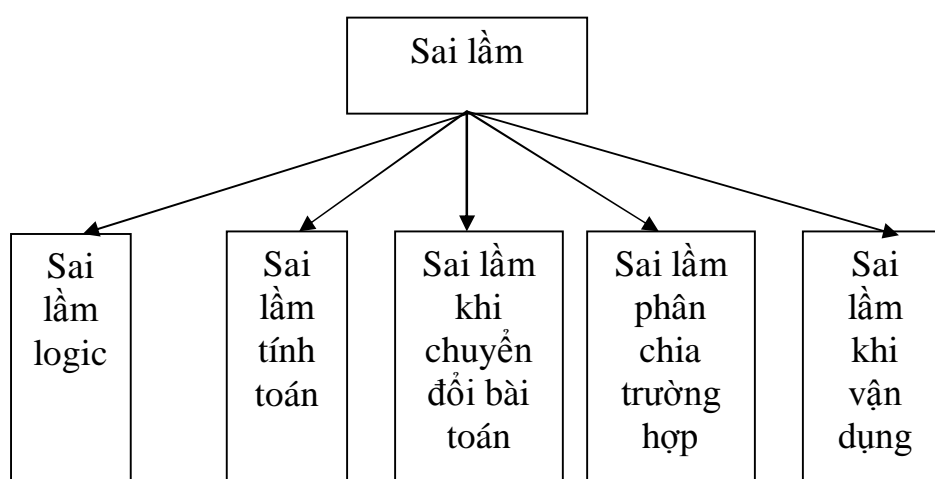 Sai lầm
Sai
lầm
logic
Sai
lầm
tính
toán
Sai lầm
khi
chuyển
đổi bài
toán
Sai lầm
phân
chia
trường
hợp
Sai
lầm
khi
vận
dụng